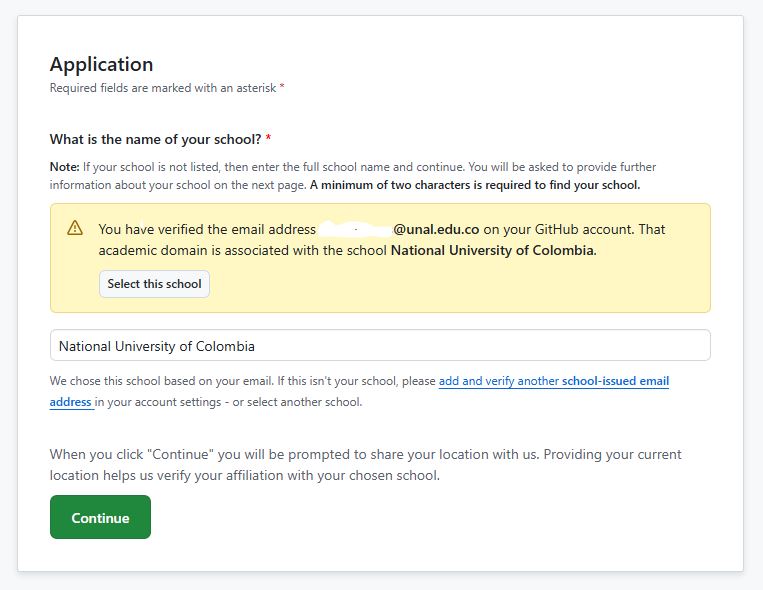 Application
Required fields are marked with an asterisk *
What is the name of your school? *
Note: If your school is not listed, then enter the full school name and continue. You will be asked to provide further
information about your school on the next page. A minimum of two characters is required to find your school.
You have verified the email address @unal.edu.co on your GitHub account. That
academic domain is associated with the school National University of Colombia.
Select this school
National University of Colombia
We chose this school based on your email. If this isn't your school, please add and verify another school-issued email
address in your account settings - or select another school.
When you click "Continue" you will be prompted to share your location with us. Providing your current
location helps us verify your affiliation with your chosen school.
Continue